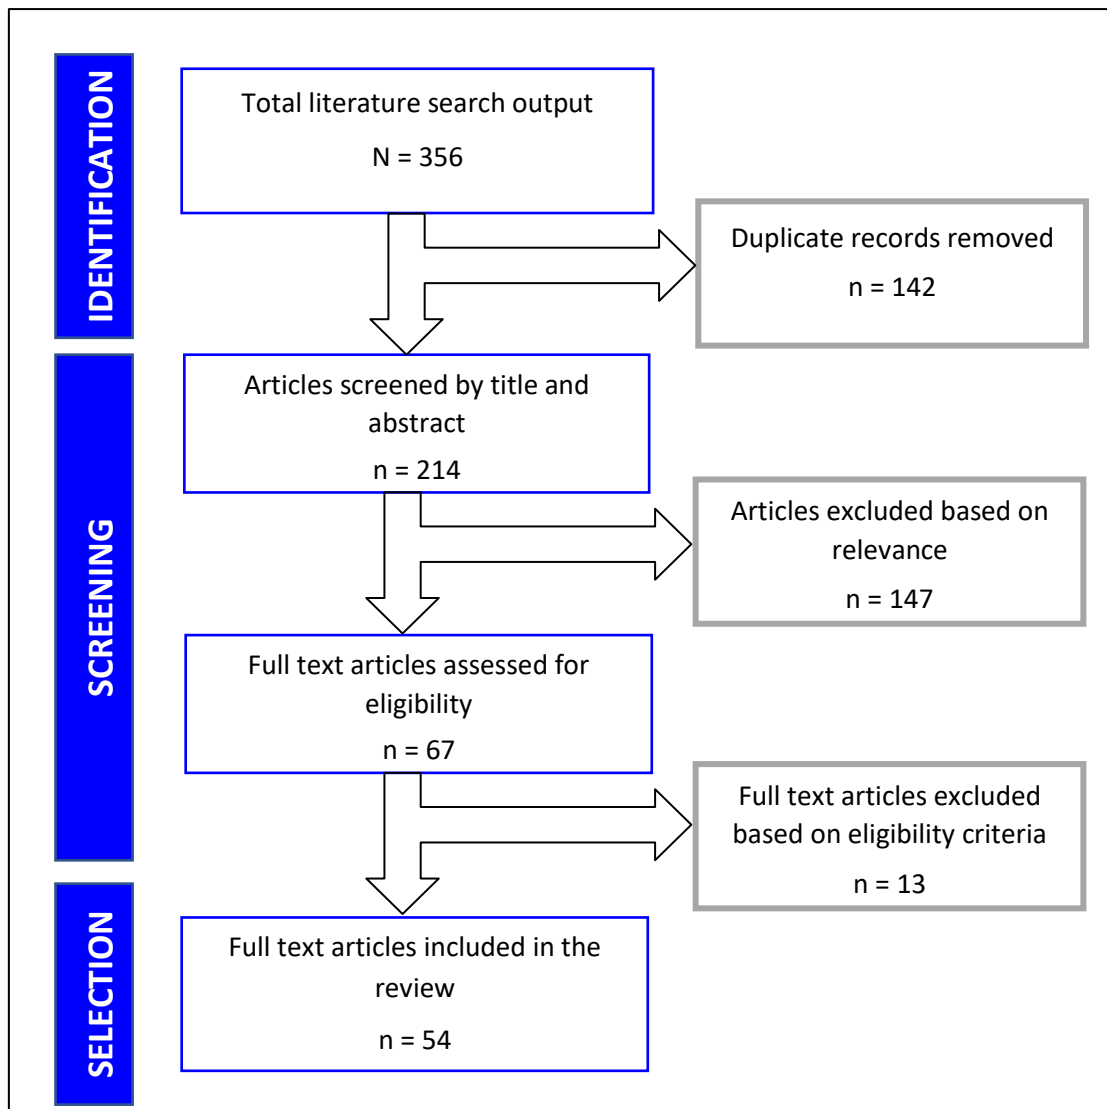 IDENTIFICATION
Total literature search output
N = 356
Duplicate records removed
n = 142
SCREENING
Articles screened by title and
abstract
n = 214
Articles excluded based on
relevance
n = 147
Full text articles assessed for
eligibility
n = 67
Full text articles excluded
based on eligibility criteria
n = 13
SELECTION
Full text articles included in the
review
n = 54